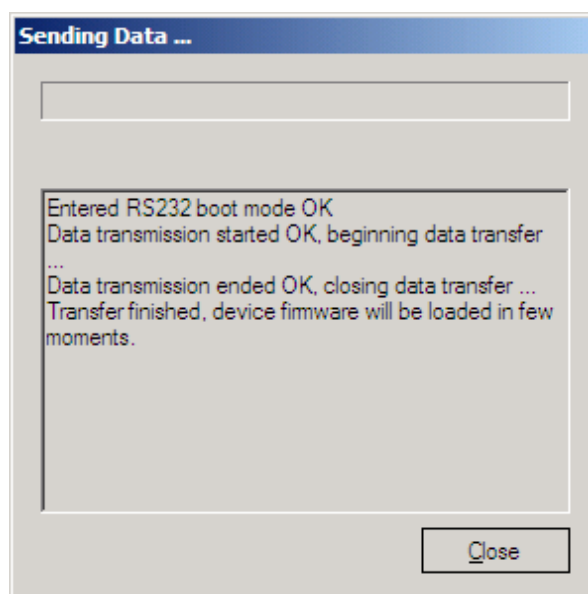 Sending Data ...
Entered RS232 boot mode OK
Data transmission started OK, beginning data transfer
...
Data transmission ended OK, closing data transfer ...
Transfer finished, device firmware will be loaded in few
moments.
Close